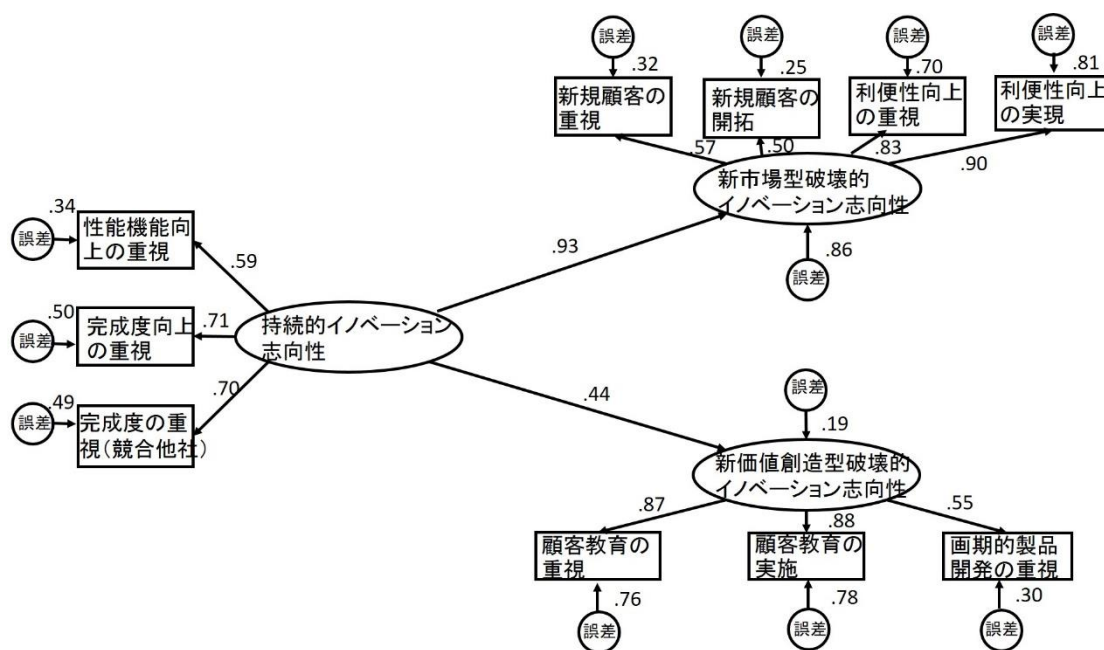 誤差
誤差
誤差
誤差
.32
.25
.70
.81
新規顧客の
重視
新規顧客の
開拓
利便性向上
の重視
利便性向上
の実現
.57
.50
.83
.90
新市場型破壊的
イノベーション志向性
.86
誤差
.93
.34
誤差
性能機能向
上の重視
.59
.50
誤差
完成度向上
の重視
.71
持続的イノベーション
志向性
.49
誤差
完成度の重
視(競合他社)
.70
.44
誤差
.19
新価値創造型破壊的
イノベーション志向性
.87
.88
.55
顧客教育の
重視
顧客教育の
実施
画期的製品
開発の重視
.76
.78
.30
誤差
誤差
誤差